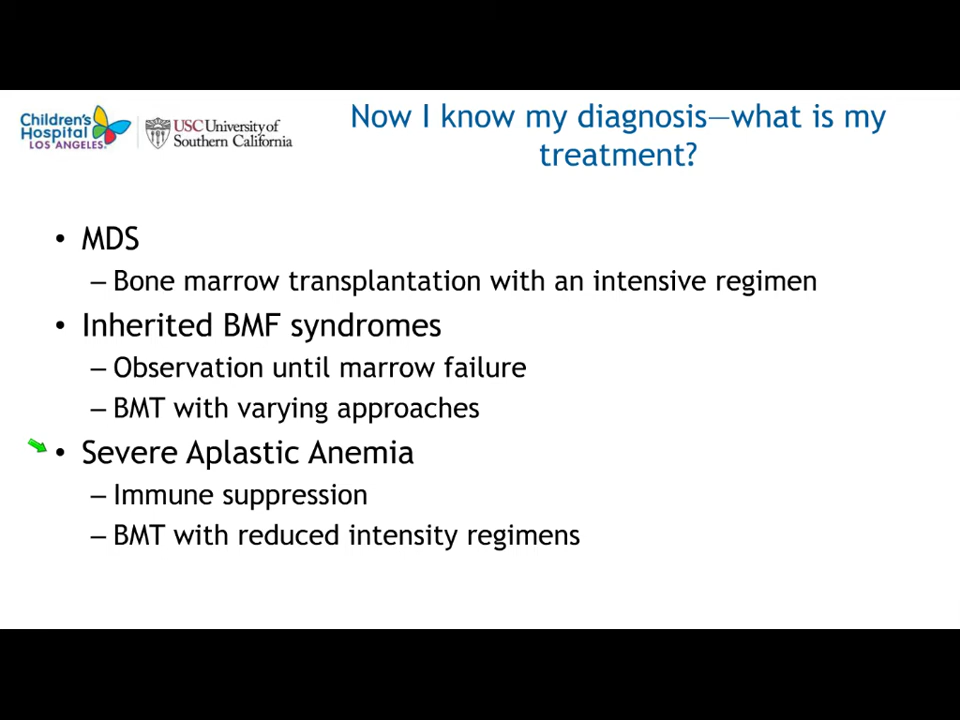 Children's
Hospital
LOS ANGELES
USC University of
Southern California
Now I know my diagnosis—what is my
treatment?
• MDS
– Bone marrow transplantation with an intensive regimen
• Inherited BMF syndromes
– Observation until marrow failure
– BMT with varying approaches
• Severe Aplastic Anemia
– Immune suppression
– BMT with reduced intensity regimens